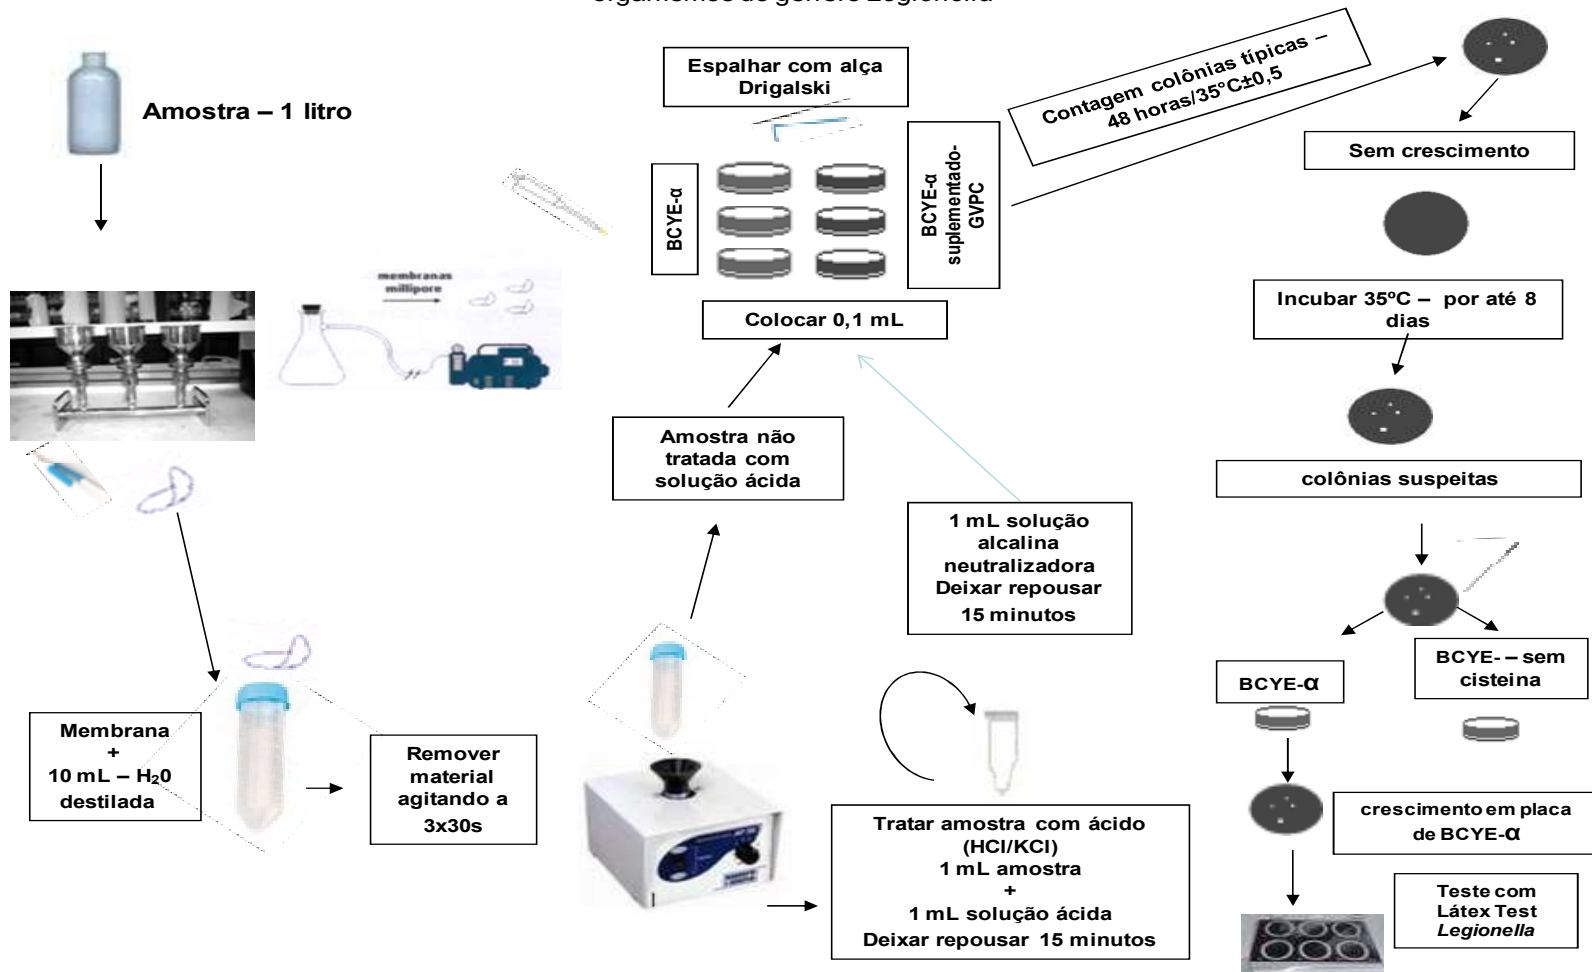 organismos do gênero Legionella
Amostra – 1 litro
membranas
millipore
Membrana
+
10 mL – H₂0
destilada
Remover
material
agitando a
3x30s
Espalhar com alça
Drigalski
BCYE-α
BCYE-α
suplementado-
GVPC
Colocar 0,1 mL
Amostra não
tratada com
solução ácida
1 mL solução
alcalina
neutralizadora
Deixar repousar
15 minutos
Tratar amostra com ácido
(HCl/KCl)
1 mL amostra
+
1 mL solução ácida
Deixar repousar 15 minutos
Contagem colônias típicas –
48 horas/35°C±0,5
Sem crescimento
Incubar 35ºC – por até 8
dias
colônias suspeitas
BCYE-α
BCYE- – sem
cisteina
crescimento em placa
de BCYE-α
Teste com
Látex Test
Legionella